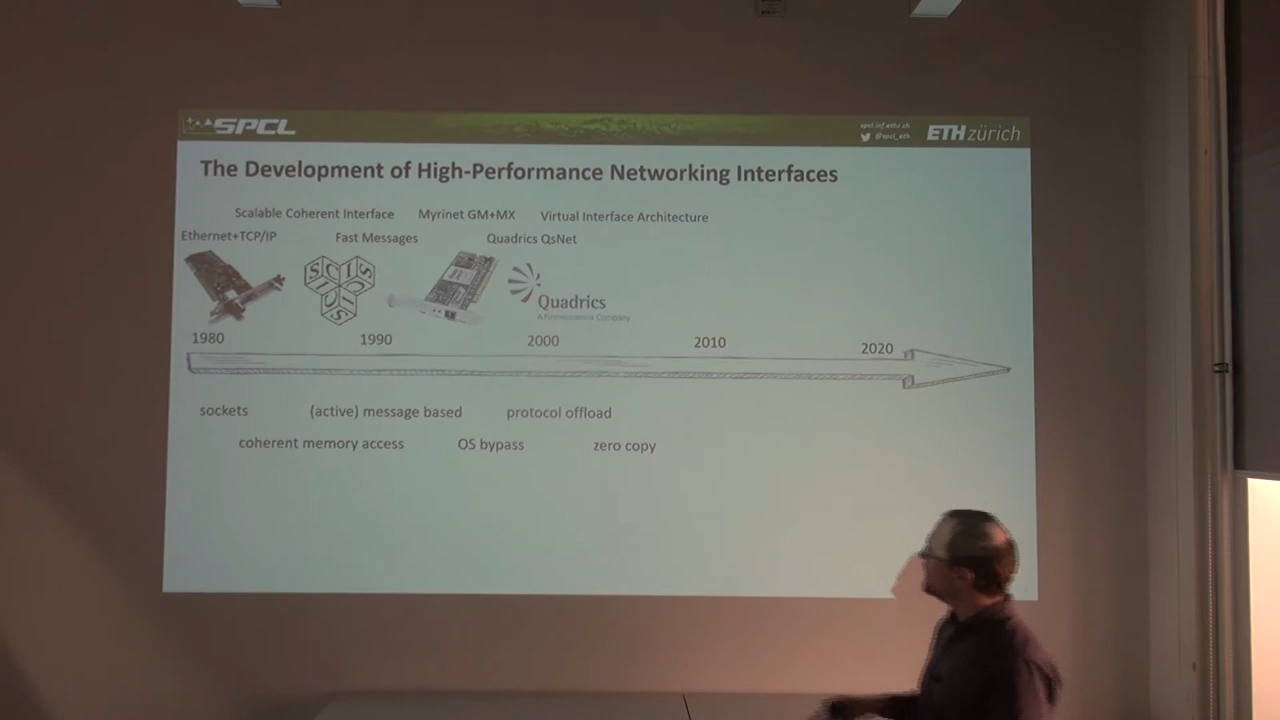 SPCL
spcl.inf.ethz.ch
@spcl_eth
ETH zürich
The Development of High-Performance Networking Interfaces
Scalable Coherent Interface Myrinet GM+MX Virtual Interface Architecture
Ethernet+TCP/IP Fast Messages Quadrics QsNet
Quadrics
A Finmeccanica Company
1980 1990 2000 2010 2020
sockets (active) message based protocol offload
coherent memory access OS bypass zero copy